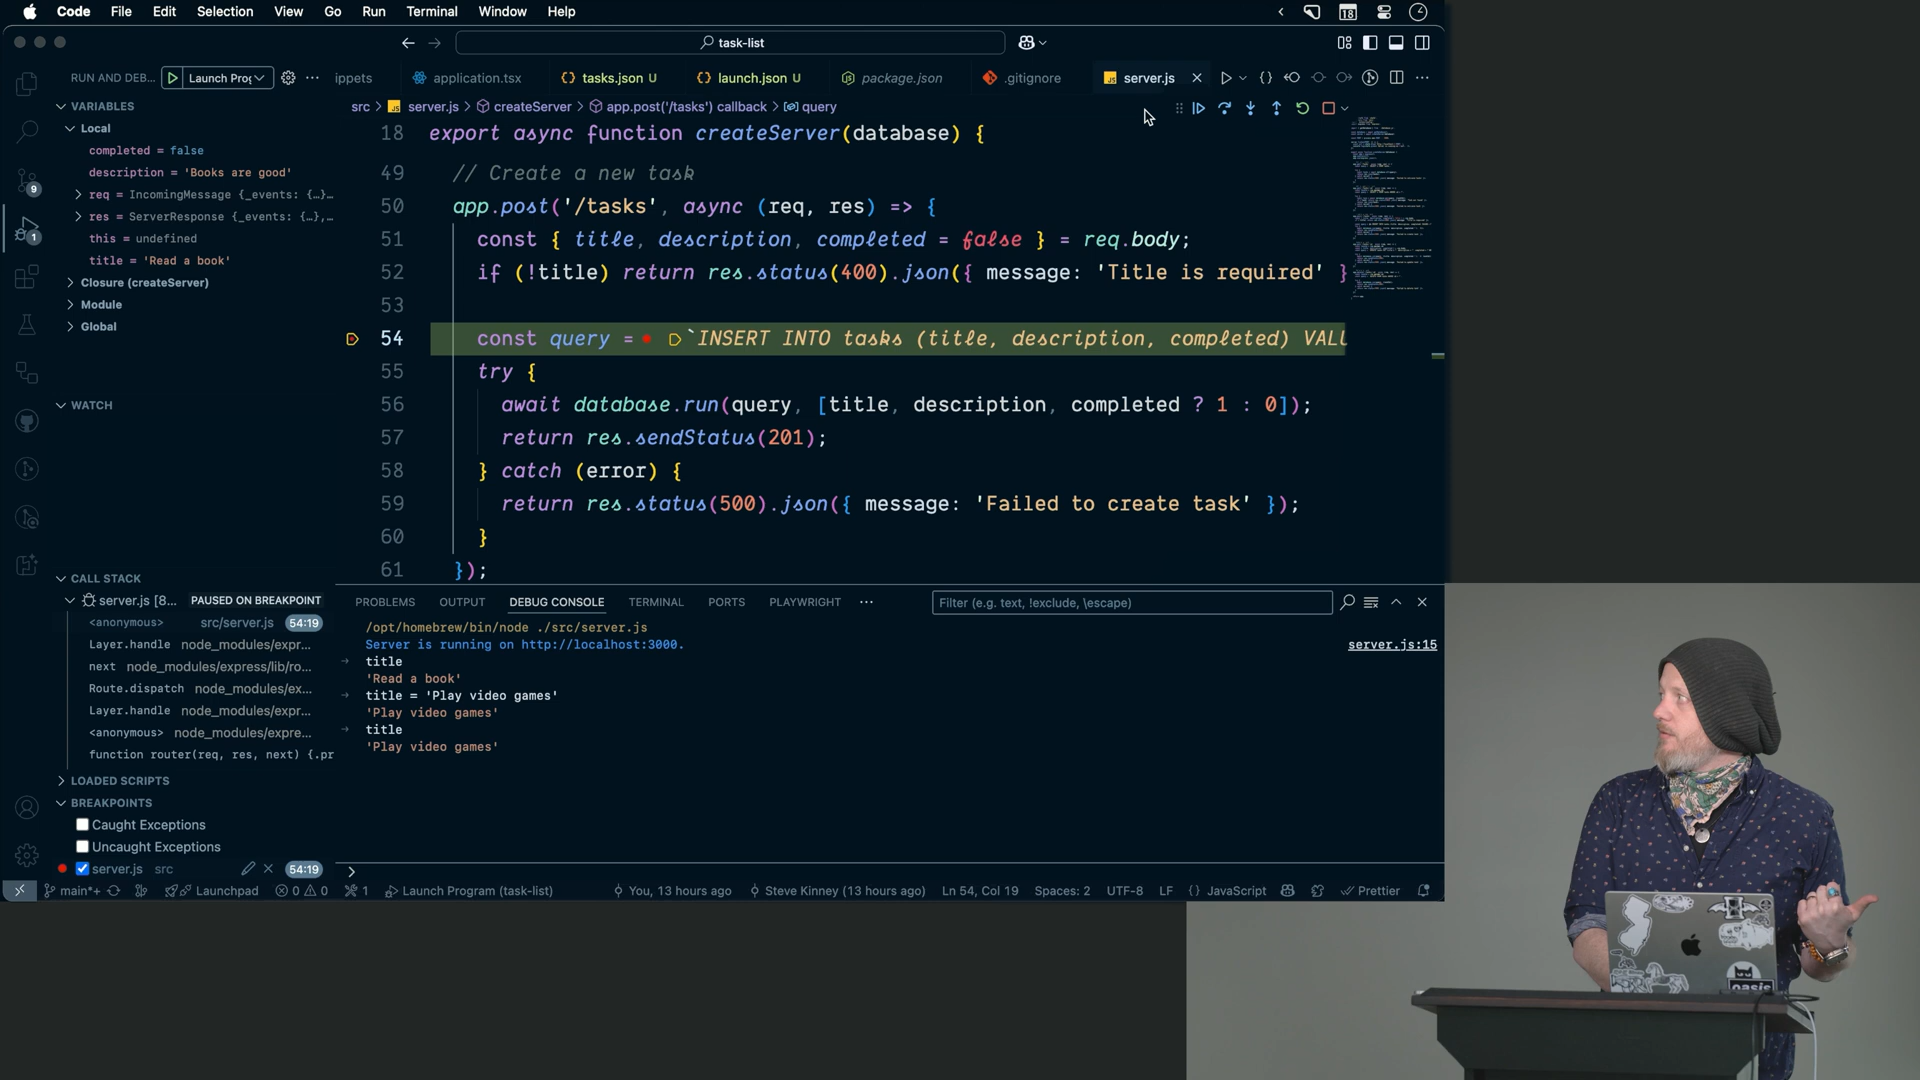 Code File Edit Selection View Go Run Terminal Window Help
18
task-list
RUN AND DEB... Launch Prog
ippets application.tsx tasks.json U launch.json U package.json .gitignore server.js
src > server.js > createServer > app.post('/tasks') callback > query
VARIABLES
Local
completed = false
description = 'Books are good'
req = IncomingMessage {_events: {…}…
res = ServerResponse {_events: {…},…
this = undefined
title = 'Read a book'
Closure (createServer)
Module
Global
WATCH
9
1
18 export async function createServer(database) {
49 // Create a new task
50 app.post('/tasks', async (req, res) => {
51 const { title, description, completed = false } = req.body;
52 if (!title) return res.status(400).json({ message: 'Title is required' }
53
54 const query = `INSERT INTO tasks (title, description, completed) VALU
55 try {
56 await database.run(query, [title, description, completed ? 1 : 0]);
57 return res.sendStatus(201);
58 } catch (error) {
59 return res.status(500).json({ message: 'Failed to create task' });
60 }
61 });
CALL STACK
server.js [8... PAUSED ON BREAKPOINT
<anonymous> src/server.js 54:19
Layer.handle node_modules/expr...
next node_modules/express/lib/ro...
Route.dispatch node_modules/ex...
Layer.handle node_modules/expr...
<anonymous> node_modules/expre...
function router(req, res, next) {.pr
LOADED SCRIPTS
BREAKPOINTS
Caught Exceptions
Uncaught Exceptions
server.js src 54:19
PROBLEMS OUTPUT DEBUG CONSOLE TERMINAL PORTS PLAYWRIGHT ...
Filter (e.g. text, !exclude, \escape)
/opt/homebrew/bin/node ./src/server.js
Server is running on http://localhost:3000. server.js:15
title
'Read a book'
title = 'Play video games'
'Play video games'
title
'Play video games'
main*+ Launchpad 0 0 1 Launch Program (task-list) You, 13 hours ago Steve Kinney (13 hours ago) Ln 54, Col 19 Spaces: 2 UTF-8 LF {} JavaScript Prettier
oasis